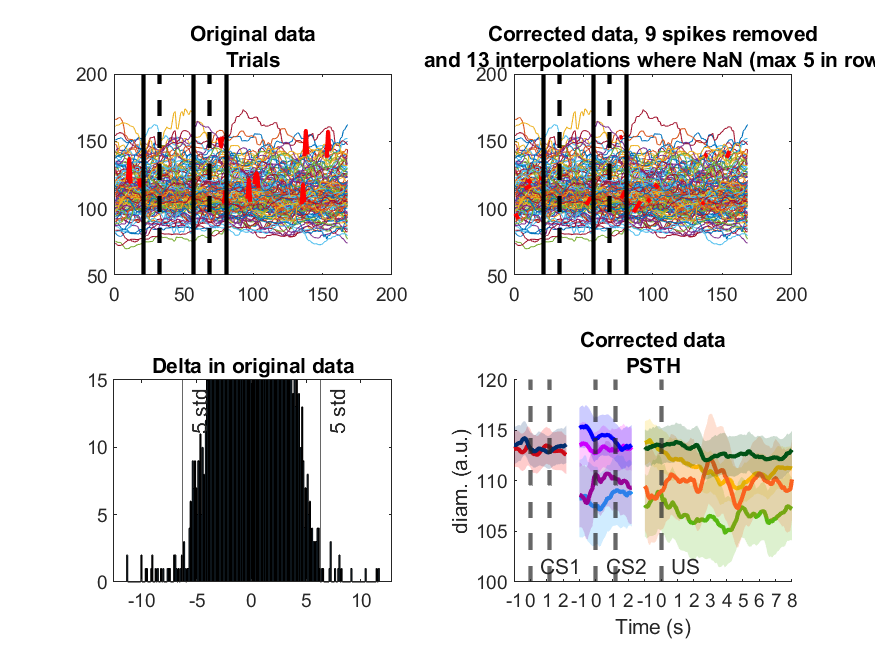 Original data
Trials
200
150
100
50
0 50 100 150 200
Corrected data, 9 spikes removed
and 13 interpolations where NaN (max 5 in row
200
150
100
50
0 50 100 150 200
Delta in original data
15
10
5
0
5 std
5 std
-10 -5 0 5 10
Corrected data
PSTH
120
115
110
105
100
diam. (a.u.)
CS1 CS2 US
-1 0 1 2 -1 0 1 2 -1 0 1 2 3 4 5 6 7 8
Time (s)